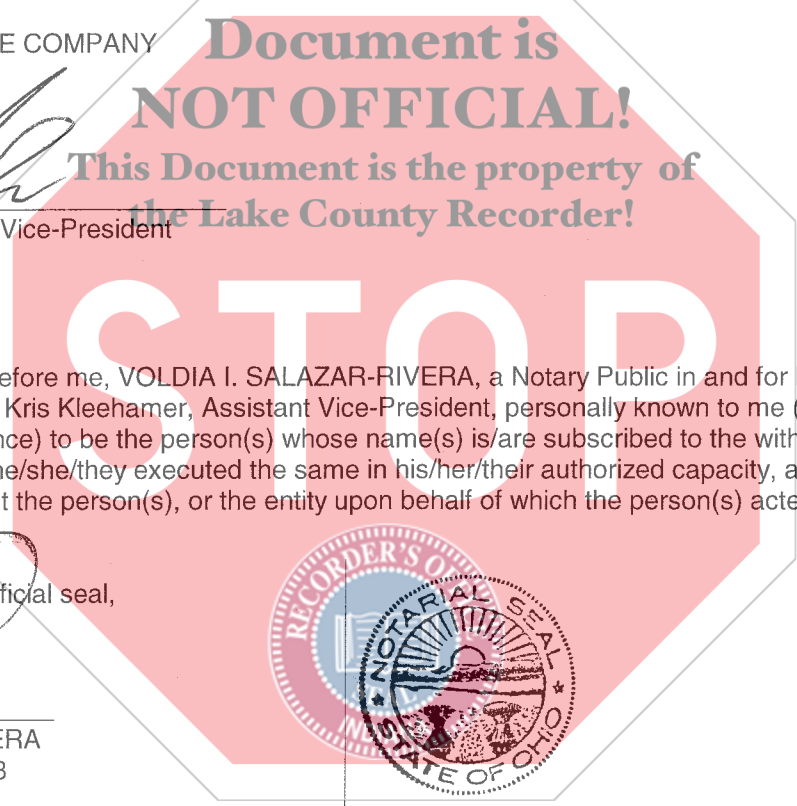 E COMPANY
Document is
NOT OFFICIAL!
This Document is the property of
the Lake County Recorder!
Vice-President
STOP
efore me, VOLDIA I. SALAZAR-RIVERA, a Notary Public in and for
Kris Kleehamer, Assistant Vice-President, personally known to me (
nce) to be the person(s) whose name(s) is/are subscribed to the with
he/she/they executed the same in his/her/their authorized capacity, a
t the person(s), or the entity upon behalf of which the person(s) acte
ficial seal,
RECORDER'S OF
SEAL
INDIANA
NOTARIAL SEAL
STATE OF OHIO
ERA